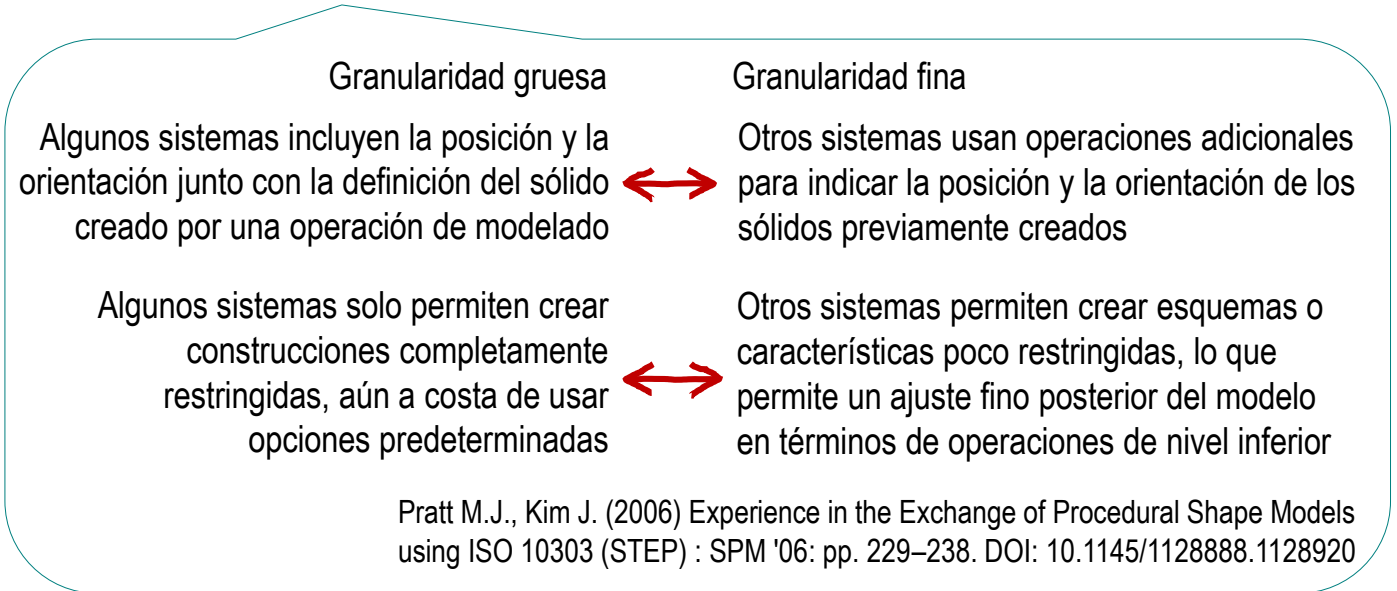 Granularidad gruesa
Algunos sistemas incluyen la posición y la
orientación junto con la definición del sólido
creado por una operación de modelado
Algunos sistemas solo permiten crear
construcciones completamente
restringidas, aún a costa de usar
opciones predeterminadas
Granularidad fina
Otros sistemas usan operaciones adicionales
para indicar la posición y la orientación de los
sólidos previamente creados
Otros sistemas permiten crear esquemas o
características poco restringidas, lo que
permite un ajuste fino posterior del modelo
en términos de operaciones de nivel inferior
Pratt M.J., Kim J. (2006) Experience in the Exchange of Procedural Shape Models
using ISO 10303 (STEP) : SPM '06: pp. 229–238. DOI: 10.1145/1128888.1128920